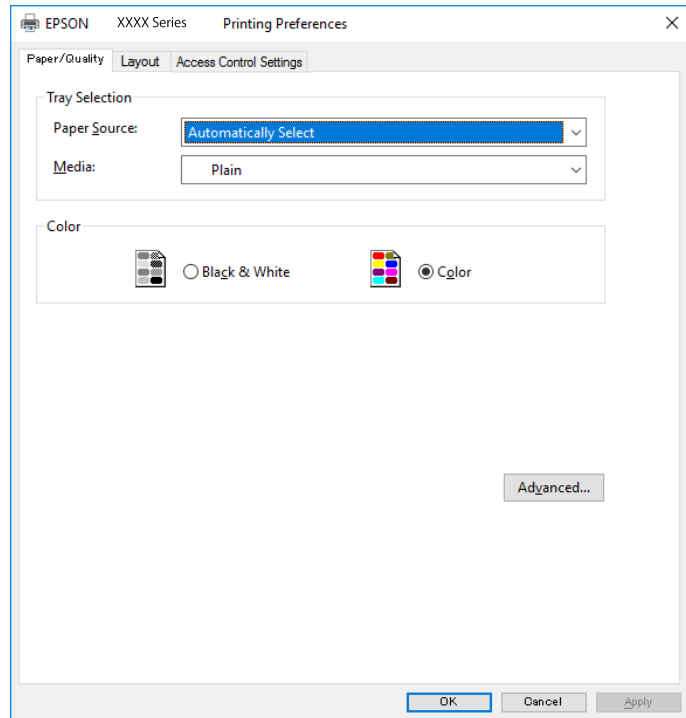 EPSON XXXX Series Printing Preferences
Paper/Quality Layout Access Control Settings
Tray Selection
Paper Source: Automatically Select
Media: Plain
Color
Black & White Color
Advanced...
OK Cancel Apply